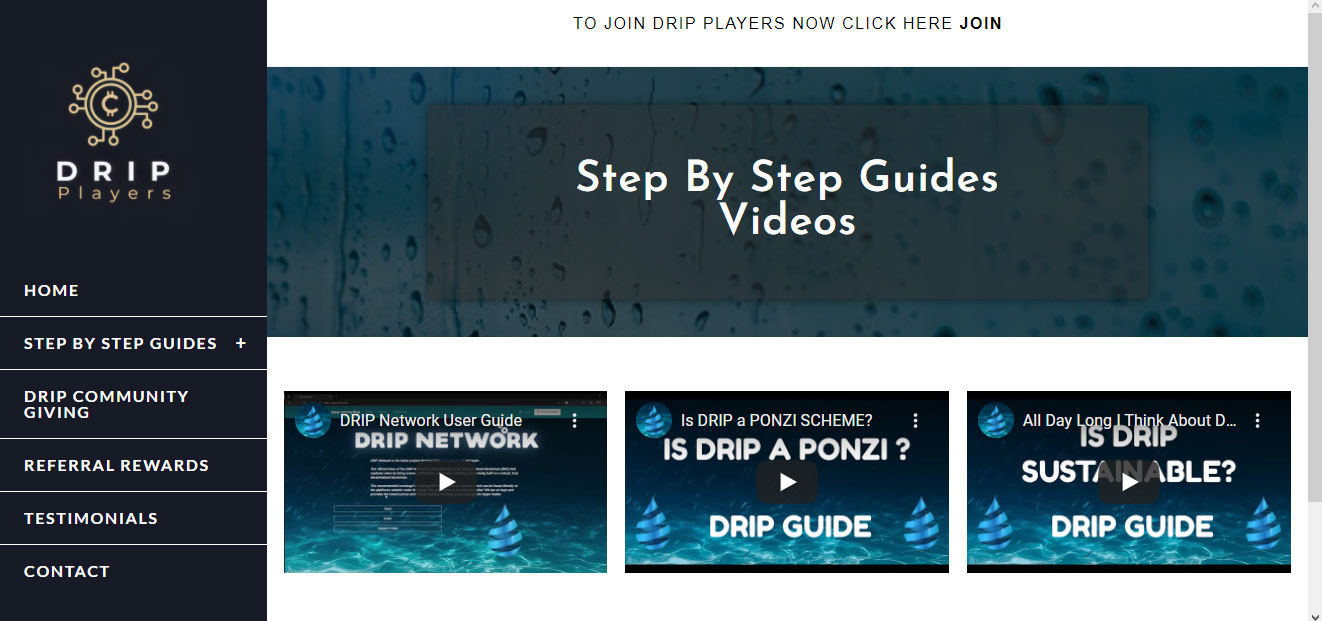 TO JOIN DRIP PLAYERS NOW CLICK HERE JOIN
DRIP
Players
HOME
STEP BY STEP GUIDES +
DRIP COMMUNITY
GIVING
REFERRAL REWARDS
TESTIMONIALS
CONTACT
Step By Step Guides
Videos
DRIP Network User Guide
DRIP NETWORK
Is DRIP a PONZI SCHEME?
IS DRIP A PONZI ?
DRIP GUIDE
All Day Long I Think About D...
IS DRIP
SUSTAINABLE?
DRIP GUIDE